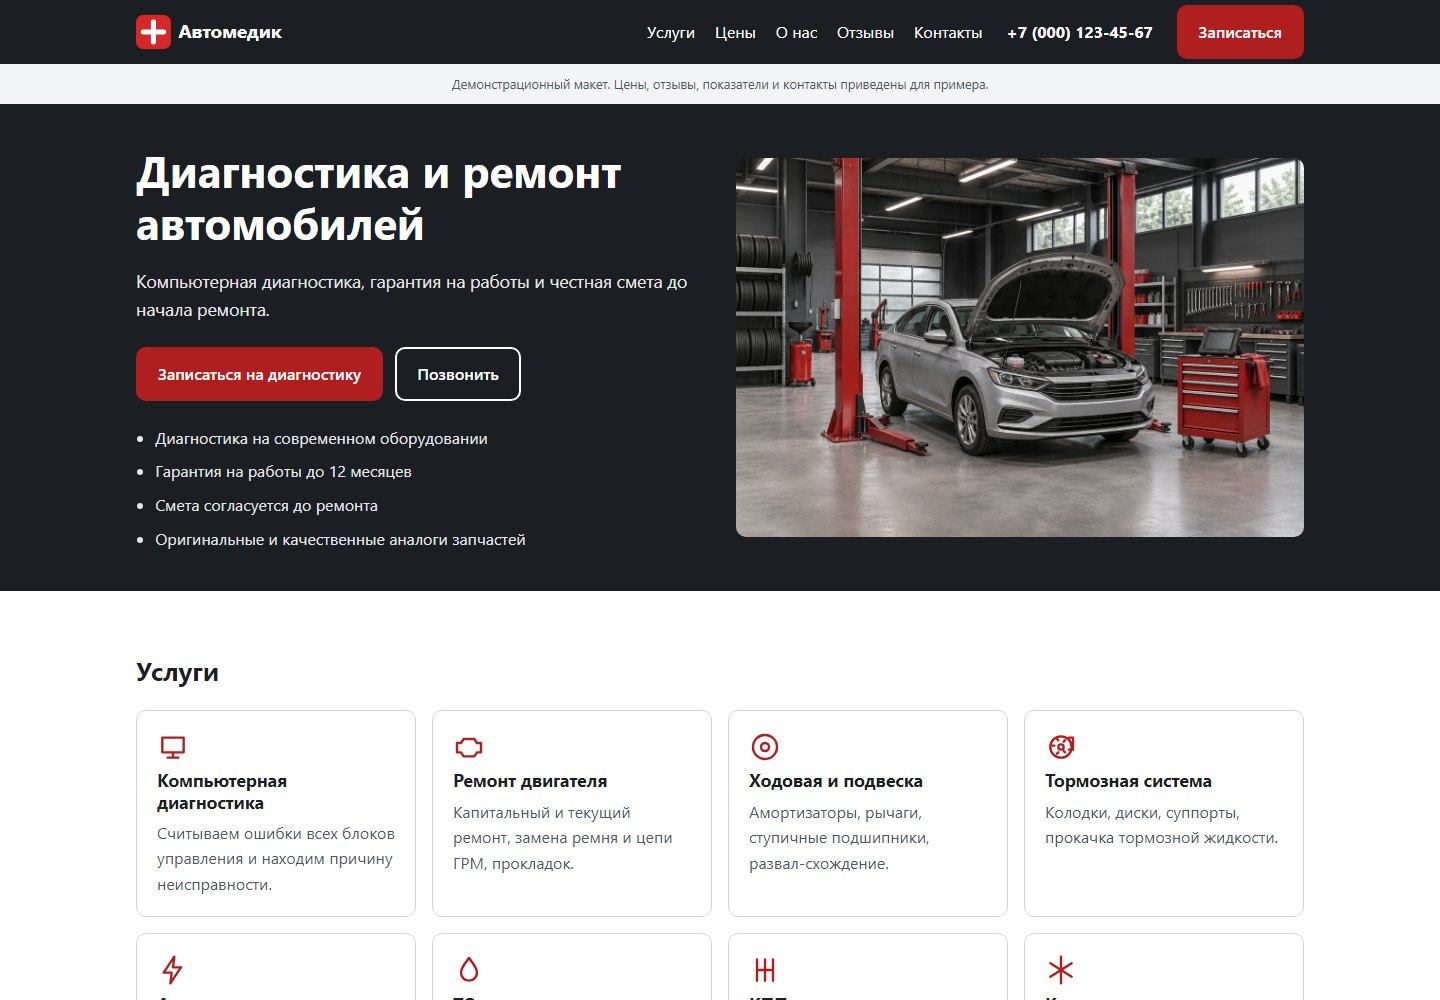 Автомедик
Услуги Цены О нас Отзывы Контакты +7 (000) 123-45-67 Записаться
Демонстрационный макет. Цены, отзывы, показатели и контакты приведены для примера.
Диагностика и ремонт
автомобилей
Компьютерная диагностика, гарантия на работы и честная смета до
начала ремонта.
Записаться на диагностику Позвонить
Диагностика на современном оборудовании
Гарантия на работы до 12 месяцев
Смета согласуется до ремонта
Оригинальные и качественные аналоги запчастей
Услуги
Компьютерная
диагностика
Считываем ошибки всех блоков
управления и находим причину
неисправности.
Ремонт двигателя
Капитальный и текущий
ремонт, замена ремня и цепи
ГРМ, прокладок.
Ходовая и подвеска
Амортизаторы, рычаги,
ступичные подшипники,
развал-схождение.
Тормозная система
Колодки, диски, суппорты,
прокачка тормозной жидкости.